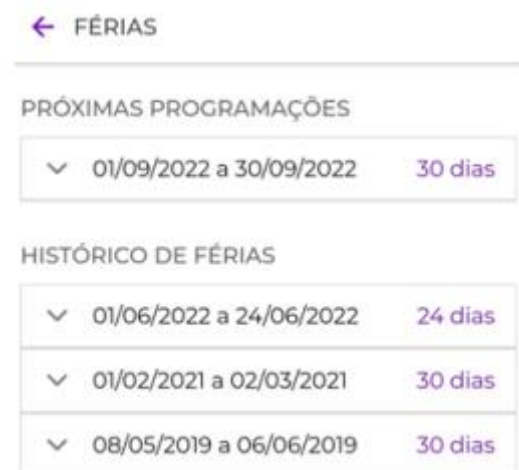 FÉRIAS
PRÓXIMAS PROGRAMAÇÕES
01/09/2022 a 30/09/2022 30 dias
HISTÓRICO DE FÉRIAS
01/06/2022 a 24/06/2022 24 dias
01/02/2021 a 02/03/2021 30 dias
08/05/2019 a 06/06/2019 30 dias